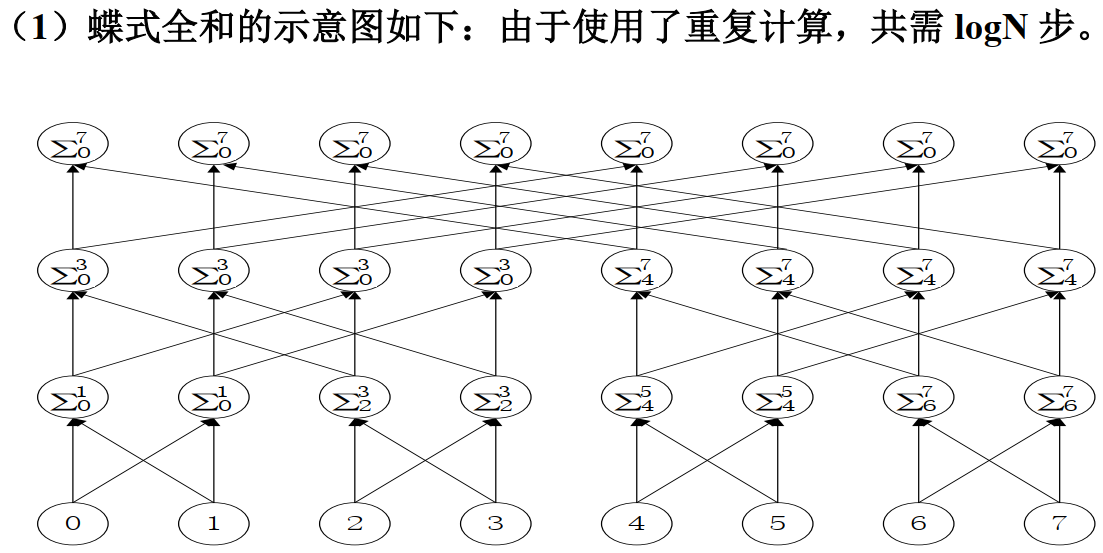 （1）蝶式全和的示意图如下：由于使用了重复计算，共需 logN 步。
Σ₀⁷ Σ₀⁷ Σ₀⁷ Σ₀⁷ Σ₀⁷ Σ₀⁷ Σ₀⁷ Σ₀⁷
Σ₀³ Σ₀³ Σ₀³ Σ₀³ Σ₄⁷ Σ₄⁷ Σ₄⁷ Σ₄⁷
Σ₀¹ Σ₀¹ Σ₂³ Σ₂³ Σ₄⁵ Σ₄⁵ Σ₆⁷ Σ₆⁷
0 1 2 3 4 5 6 7